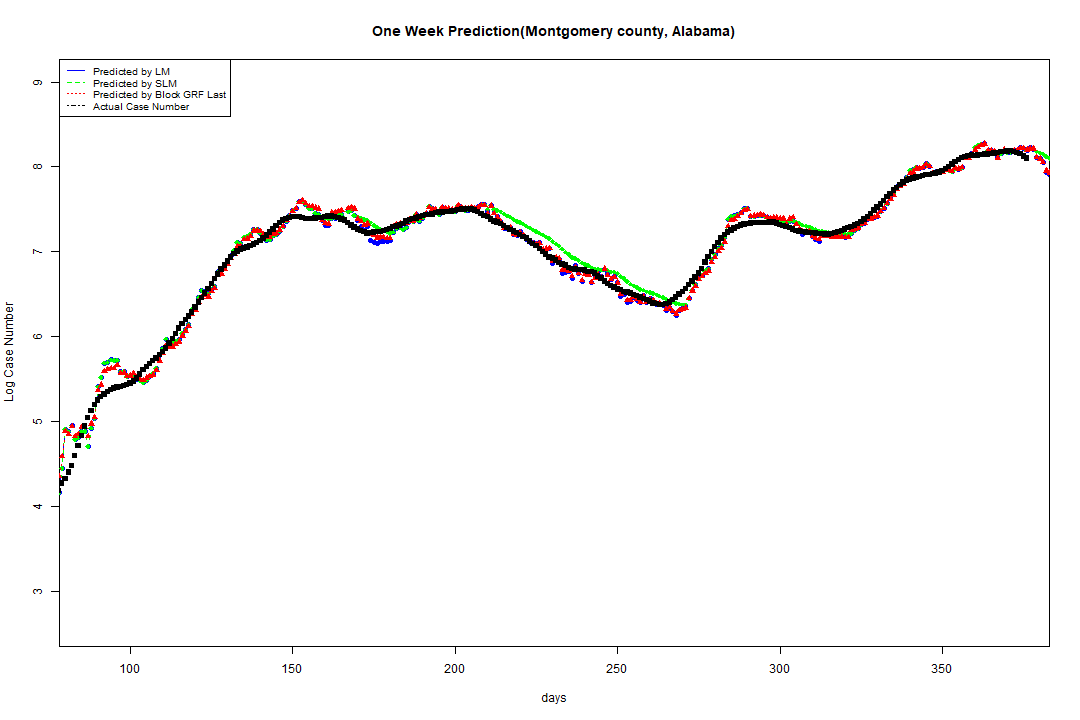 One Week Prediction(Montgomery county, Alabama)
Predicted by LM
Predicted by SLM
Predicted by Block GRF Last
Actual Case Number
9
8
7
6
5
4
3
Log Case Number
100 150 200 250 300 350
days